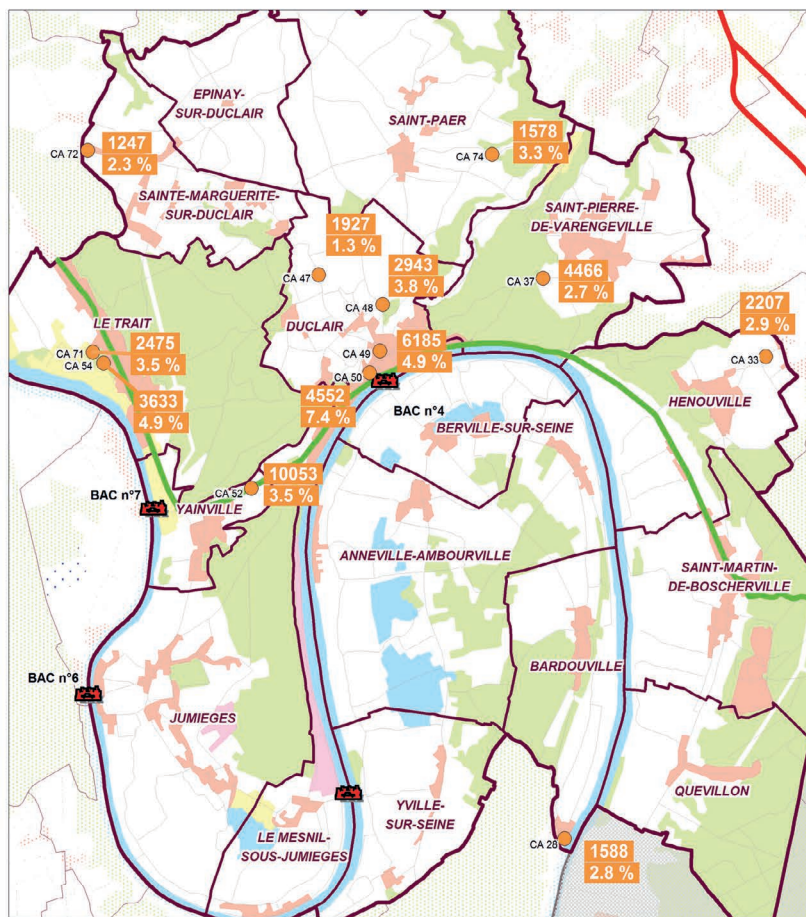 EPINAY-
SUR-DUCLAIR
SAINT-PAER
1247
2.3 %
CA 72
1578
3.3 %
CA 74
SAINTE-MARGUERITE-
SUR-DUCLAIR
SAINT-PIERRE-
DE-VARENGEVILLE
1927
1.3 %
CA 47
2943
3.8 %
CA 48
4466
2.7 %
CA 37
2207
2.9 %
CA 33
LE TRAIT
DUCLAIR
2475
3.5 %
CA 71
CA 54
3633
4.9 %
6185
4.9 %
CA 49
CA 50
4552
7.4 %
BAC n°4
HENOUVILLE
BERVILLE-SUR-SEINE
10053
3.5 %
CA 52
BAC n°7
YAINVILLE
ANNEVILLE-AMBOURVILLE
SAINT-MARTIN-
DE-BOSCHERVILLE
BAC n°6
BARDOUVILLE
JUMIEGES
QUEVILLON
YVILLE-
SUR-SEINE
LE MESNIL-
SOUS-JUMIEGES
CA 28
1588
2.8 %